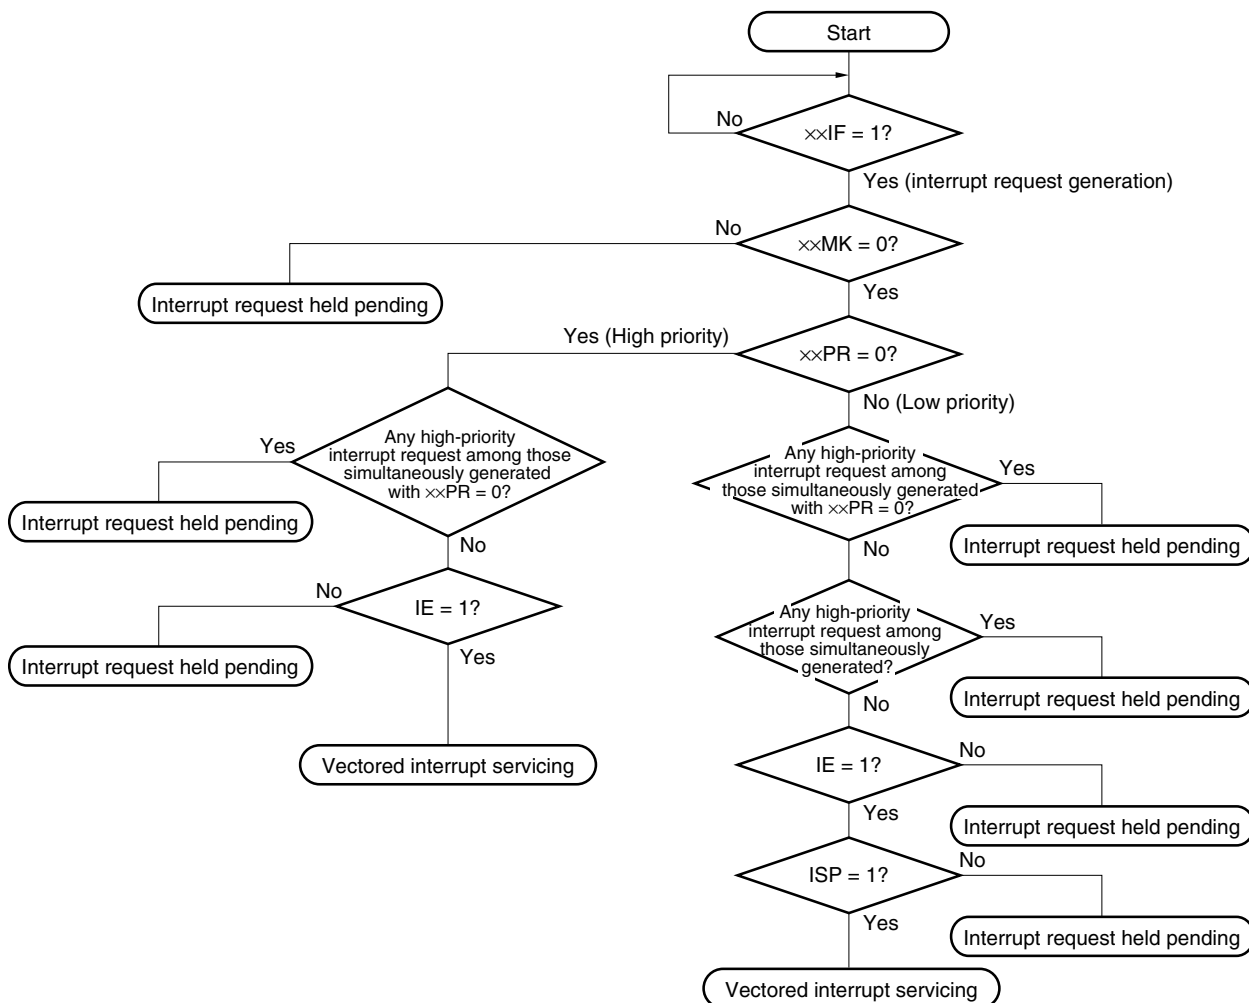 Start
No
××IF = 1?
Yes (interrupt request generation)
No
××MK = 0?
Interrupt request held pending
Yes
Yes (High priority)
××PR = 0?
No (Low priority)
Yes
Any high-priority
interrupt request among those
simultaneously generated
with ××PR = 0?
Interrupt request held pending
No
Any high-priority
interrupt request among
those simultaneously generated
with ××PR = 0?
Yes
Interrupt request held pending
No
No
IE = 1?
Interrupt request held pending
Yes
Vectored interrupt servicing
Any high-priority
interrupt request among
those simultaneously
generated?
Yes
Interrupt request held pending
No
IE = 1?
No
Interrupt request held pending
Yes
ISP = 1?
No
Interrupt request held pending
Yes
Vectored interrupt servicing